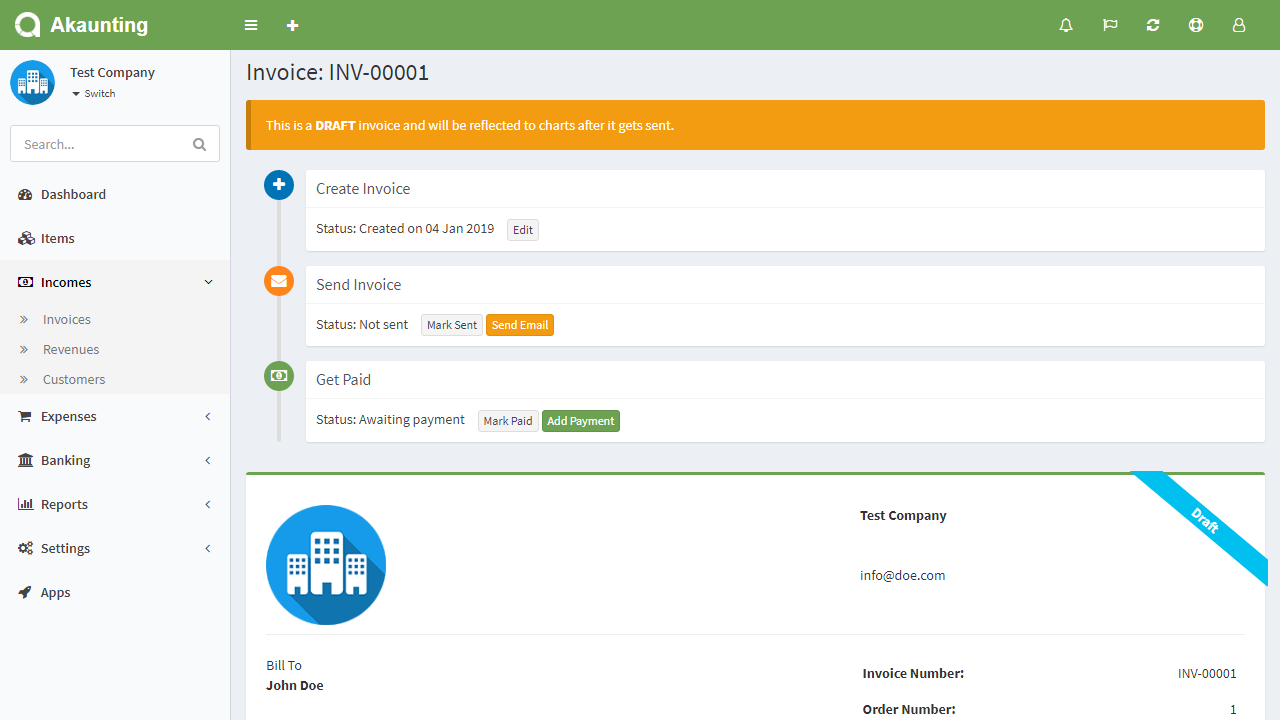 Akaunting
Test Company
Switch
Search...
Dashboard
Items
Incomes
Invoices
Revenues
Customers
Expenses
Banking
Reports
Settings
Apps
Invoice: INV-00001
This is a DRAFT invoice and will be reflected to charts after it gets sent.
Create Invoice
Status: Created on 04 Jan 2019 Edit
Send Invoice
Status: Not sent Mark Sent Send Email
Get Paid
Status: Awaiting payment Mark Paid Add Payment
Draft
Test Company
info@doe.com
Bill To
John Doe
Invoice Number: INV-00001
Order Number: 1